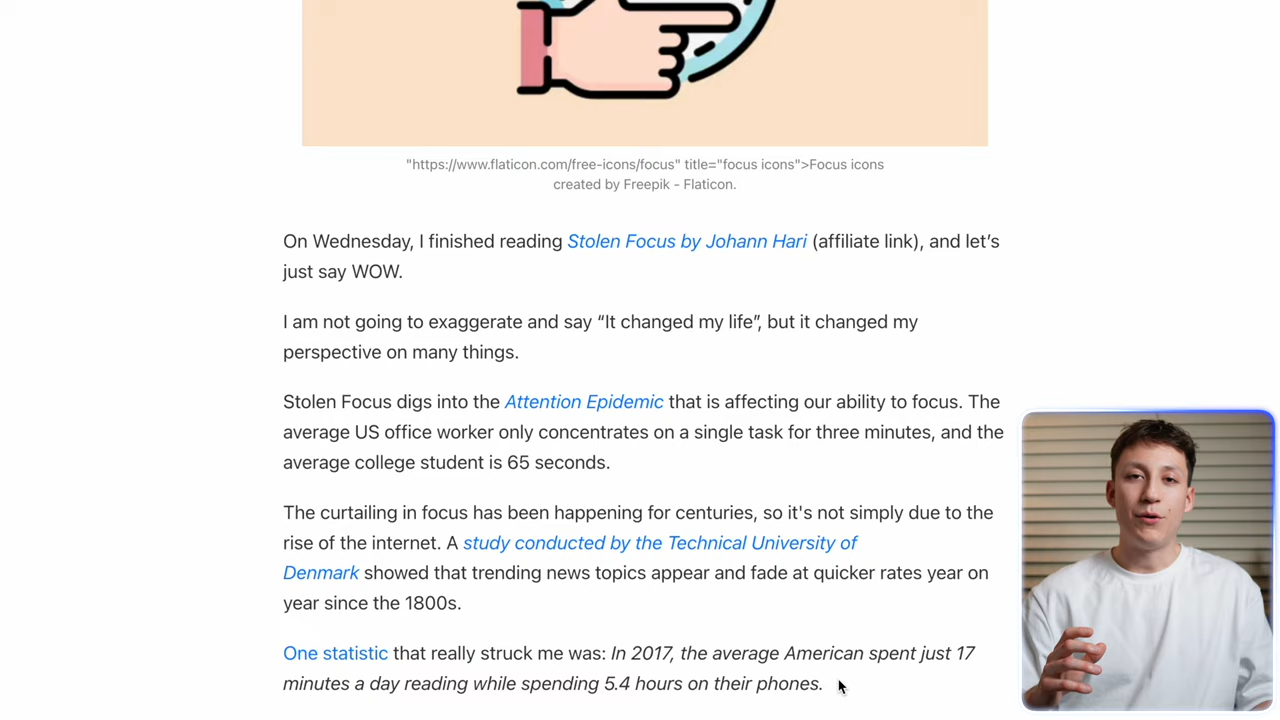 "https://www.flaticon.com/free-icons/focus" title="focus icons">Focus icons
created by Freepik - Flaticon.
On Wednesday, I finished reading Stolen Focus by Johann Hari (affiliate link), and let’s
just say WOW.
I am not going to exaggerate and say “It changed my life”, but it changed my
perspective on many things.
Stolen Focus digs into the Attention Epidemic that is affecting our ability to focus. The
average US office worker only concentrates on a single task for three minutes, and the
average college student is 65 seconds.
The curtailing in focus has been happening for centuries, so it's not simply due to the
rise of the internet. A study conducted by the Technical University of
Denmark showed that trending news topics appear and fade at quicker rates year on
year since the 1800s.
One statistic that really struck me was: In 2017, the average American spent just 17
minutes a day reading while spending 5.4 hours on their phones.